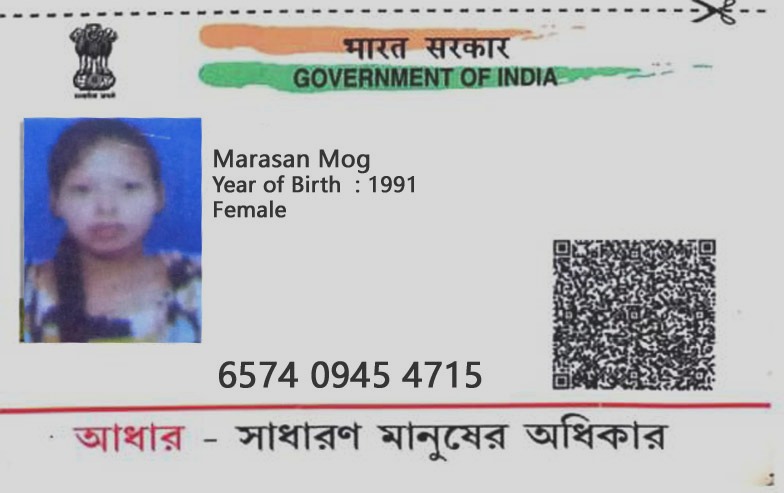 भारत सरकार
GOVERNMENT OF INDIA
Marasan Mog
Year of Birth : 1991
Female
6574 0945 4715
আধার - সাধারণ মানুষের অধিকার